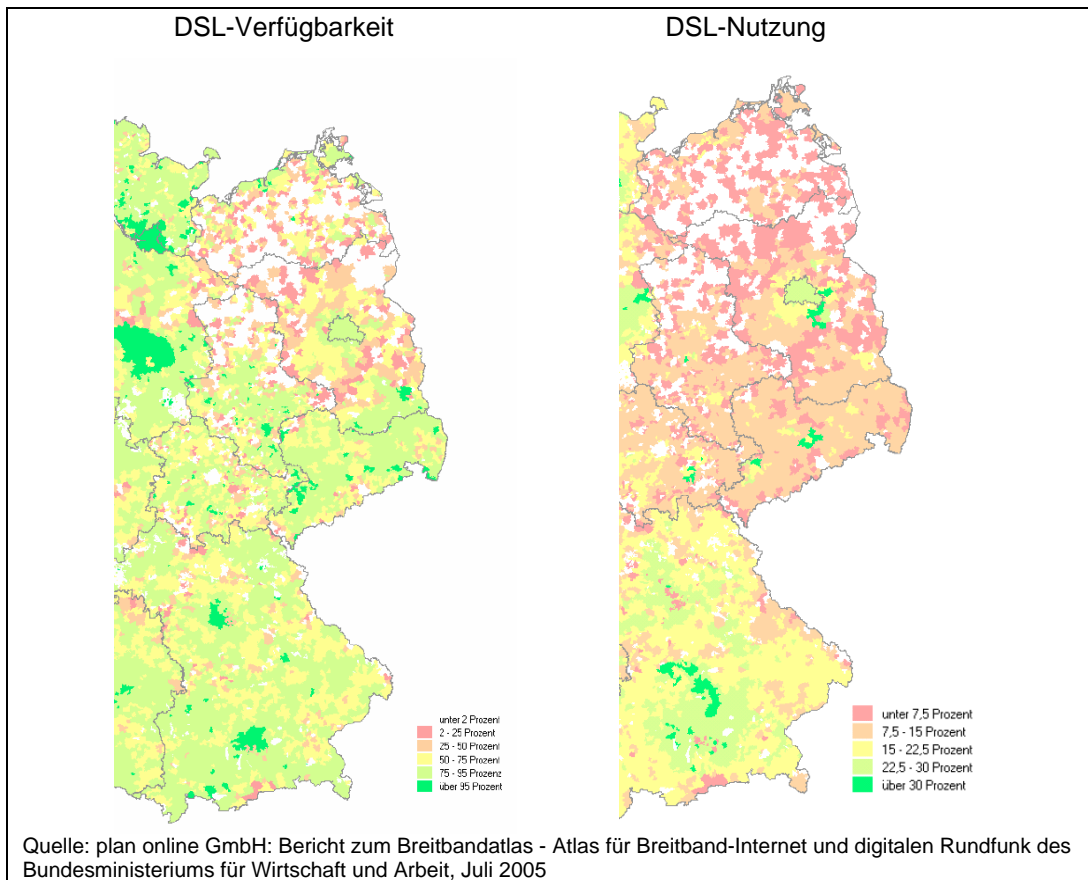 DSL-Verfügbarkeit
DSL-Nutzung
unter 2 Prozent
2 - 25 Prozent
25 - 50 Prozent
50 - 75 Prozent
75 - 95 Prozent
über 95 Prozent
unter 7,5 Prozent
7,5 - 15 Prozent
15 - 22,5 Prozent
22,5 - 30 Prozent
über 30 Prozent
Quelle: plan online GmbH: Bericht zum Breitbandatlas - Atlas für Breitband-Internet und digitalen Rundfunk des
Bundesministeriums für Wirtschaft und Arbeit, Juli 2005